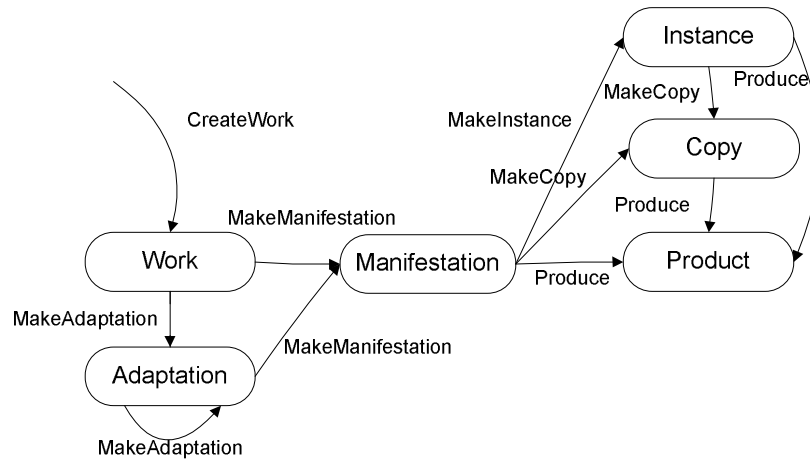 Instance
Produce
MakeCopy
CreateWork
MakeInstance
Copy
MakeCopy
Produce
MakeManifestation
Work
Manifestation
Product
Produce
MakeAdaptation
MakeManifestation
Adaptation
MakeAdaptation